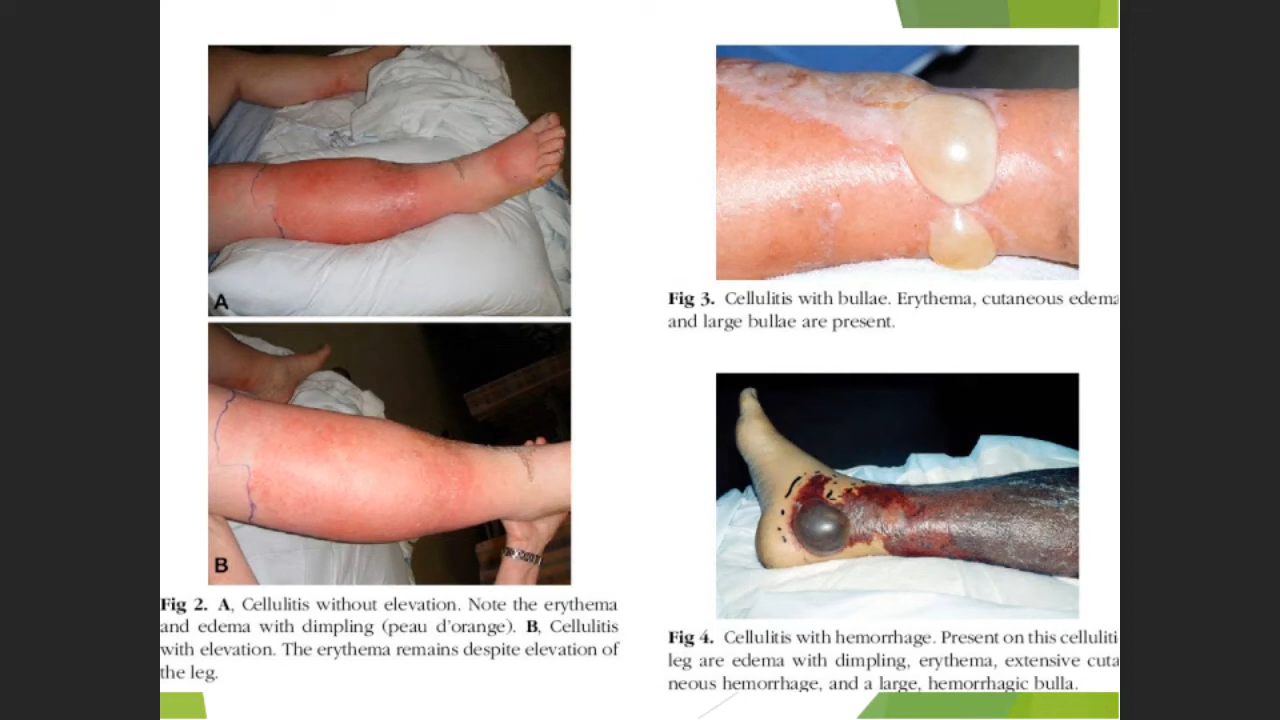 A
B
Fig 2. A, Cellulitis without elevation. Note the erythema
and edema with dimpling (peau d'orange). B, Cellulitis
with elevation. The erythema remains despite elevation of
the leg.
Fig 3. Cellulitis with bullae. Erythema, cutaneous edema
and large bullae are present.
Fig 4. Cellulitis with hemorrhage. Present on this celluliti
leg are edema with dimpling, erythema, extensive cuta
neous hemorrhage, and a large, hemorrhagic bulla.